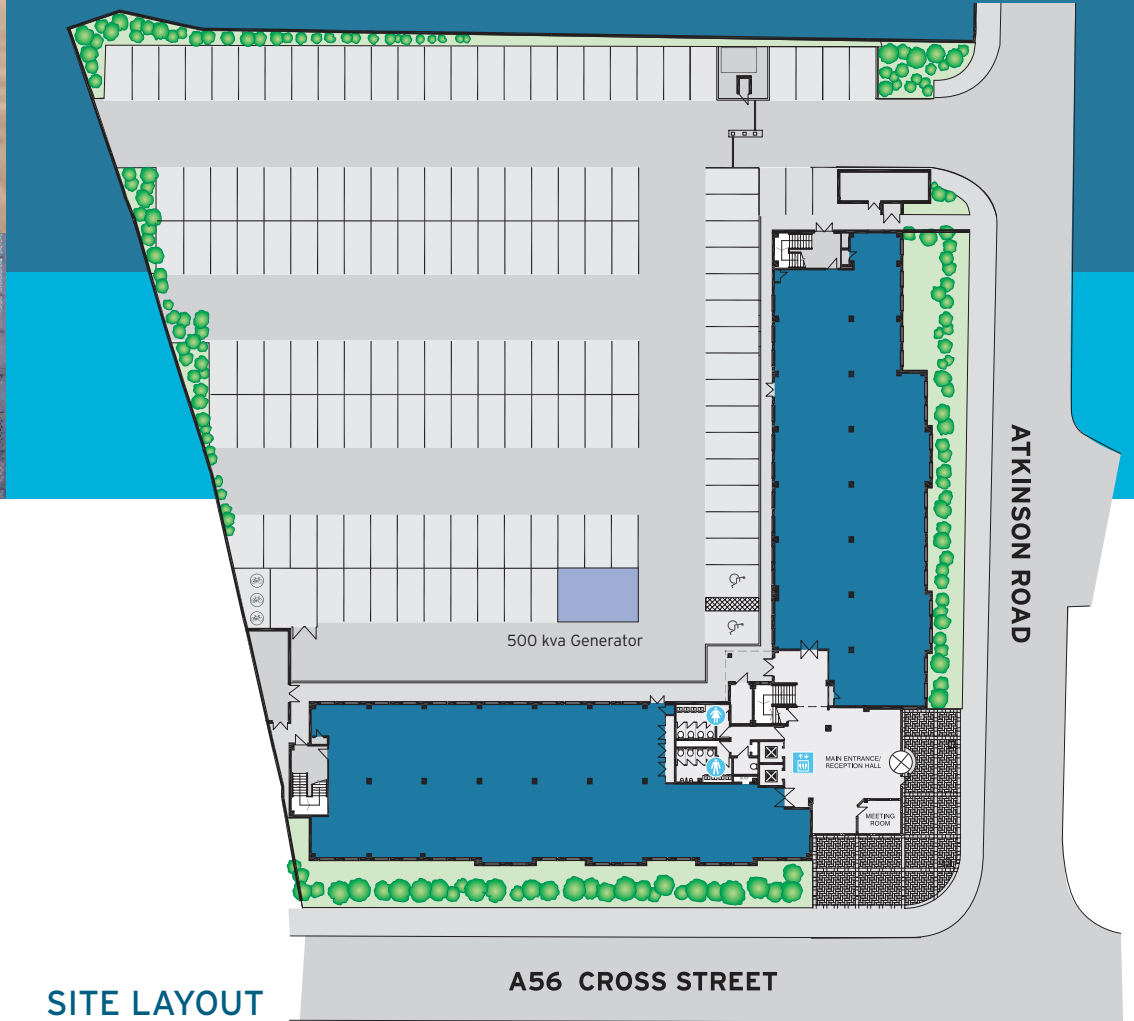 ATKINSON ROAD
500 kva Generator
MAIN ENTRANCE/
RECEPTION HALL
MEETING
ROOM
A56 CROSS STREET
SITE LAYOUT